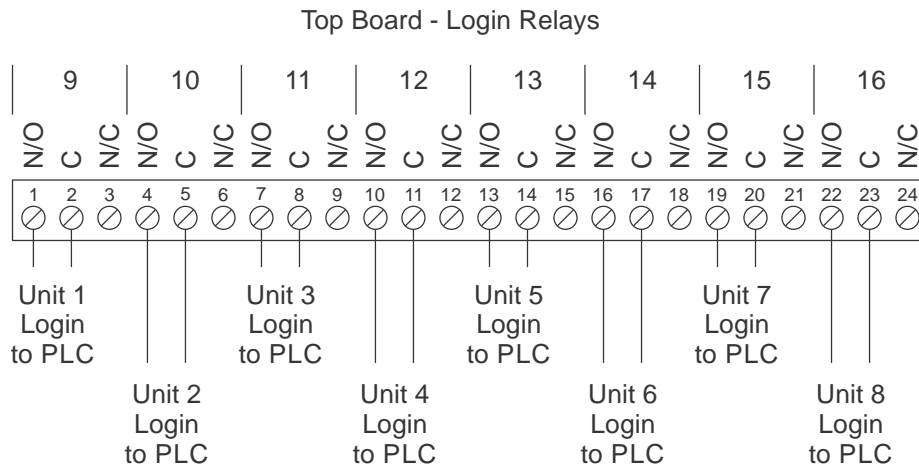 Top Board - Login Relays
9 10 11 12 13 14 15 16
N/O C N/C N/O C N/C N/O C N/C N/O C N/C N/O C N/C N/O C N/C N/O C N/C N/O C N/C
1 2 3 4 5 6 7 8 9 10 11 12 13 14 15 16 17 18 19 20 21 22 23 24
Unit 1 Unit 3 Unit 5 Unit 7
Login Login Login Login
to PLC to PLC to PLC to PLC
Unit 2 Unit 4 Unit 6 Unit 8
Login Login Login Login
to PLC to PLC to PLC to PLC